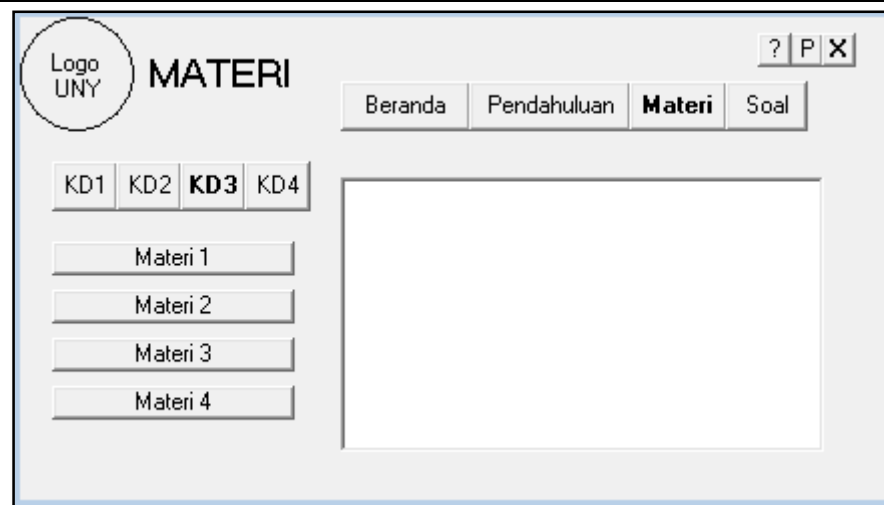 Logo
UNY
MATERI
? P X
Beranda Pendahuluan Materi Soal
KD1 KD2 KD3 KD4
Materi 1
Materi 2
Materi 3
Materi 4